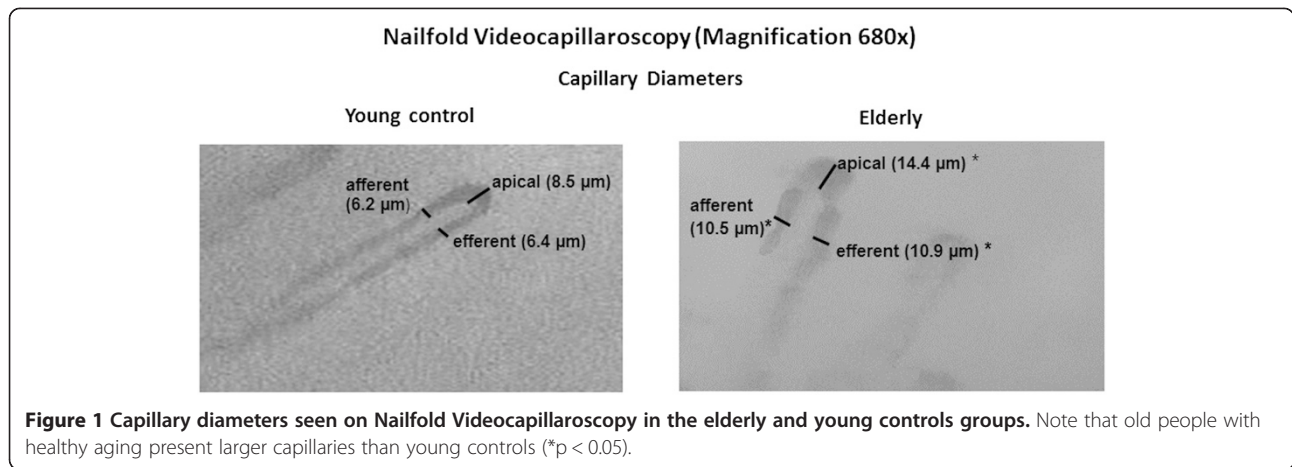 Nailfold Videocapillaroscopy (Magnification 680x)
Capillary Diameters
Young control
afferent
(6.2 µm)
apical (8.5 µm)
efferent (6.4 µm)
Elderly
apical (14.4 µm) *
afferent
(10.5 µm)*
efferent (10.9 µm) *
Figure 1 Capillary diameters seen on Nailfold Videocapillaroscopy in the elderly and young controls groups. Note that old people with
healthy aging present larger capillaries than young controls (*p < 0.05).